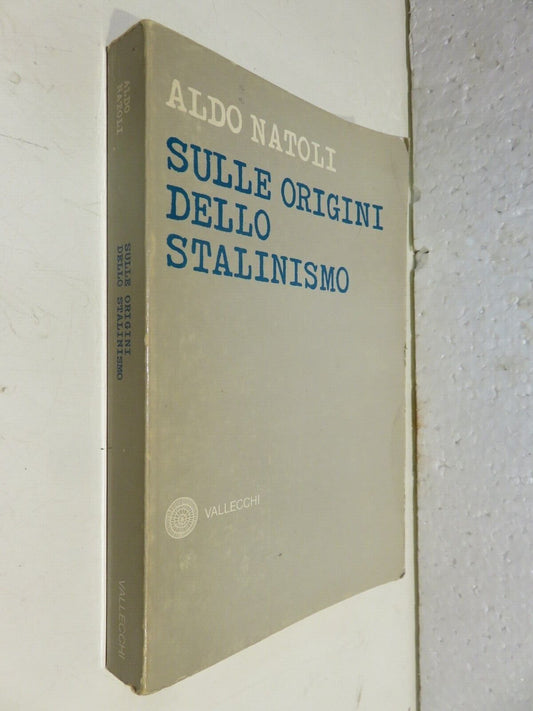 ALDO NATOLI
SULLE ORIGINI
DELLO
STALINISMO
VALLECCHI
ALDO
NATOLI
SULLE ORIGINI
DELLO STALINISMO
VALLECCHI